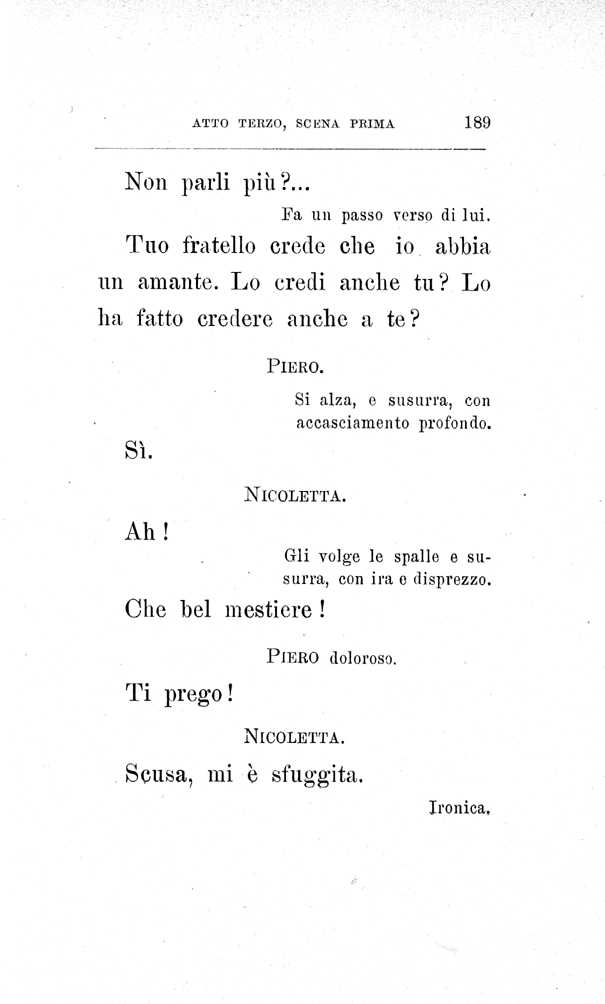 ATTO TERZO, SCENA PRIMA 189
Non parli più?...
Fa un passo verso di lui.
Tuo fratello crede che io abbia
un amante. Lo credi anche tu? Lo
ha fatto credere anche a te?
PIERO.
Si alza, e susurra, con
accasciamento profondo.
Sì.
NICOLETTA.
Ah!
Gli volge le spalle e su-
surra, con ira e disprezzo.
Che bel mestiere!
PIERO doloroso.
Ti prego!
NICOLETTA.
Scusa, mi è sfuggita.
Ironica.